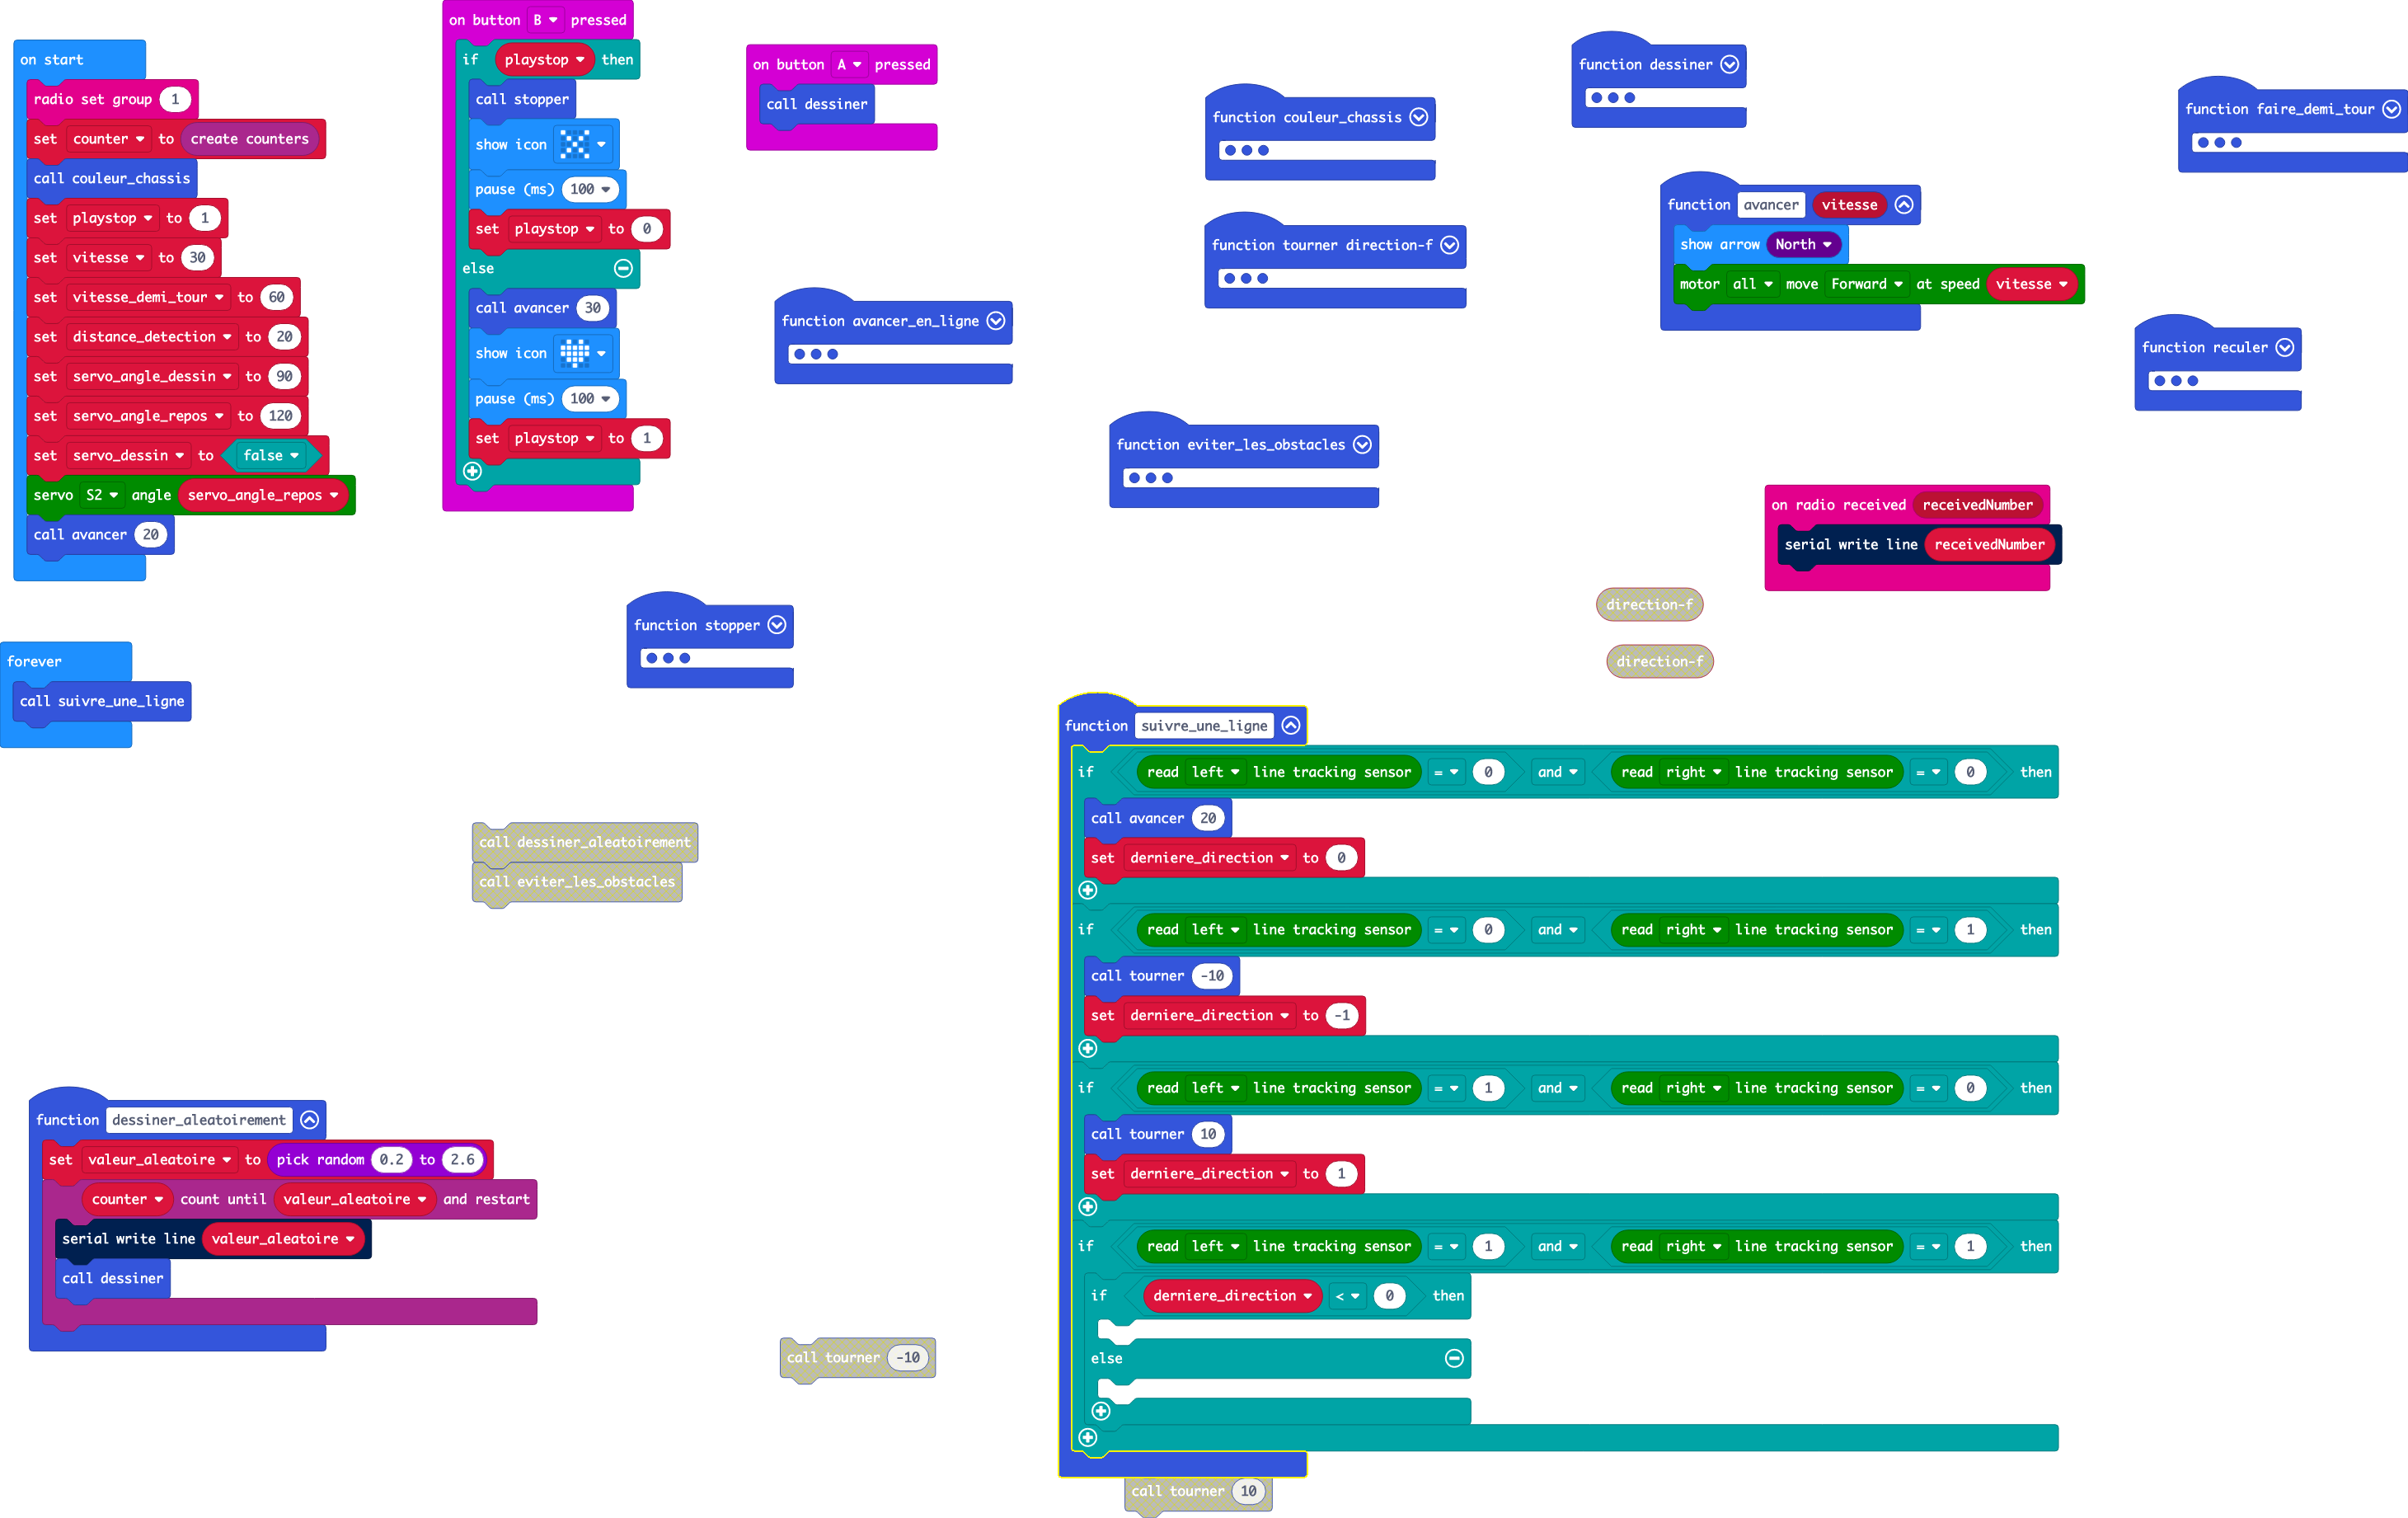 on start
radio set group 1
set counter to create counters
call couleur_chassis
set playstop to 1
set vitesse to 30
set vitesse_demi_tour to 60
set distance_detection to 20
set servo_angle_dessin to 90
set servo_angle_repos to 120
set servo_dessin to false
servo S2 angle servo_angle_repos
call avancer 20
on button B pressed
if playstop then
call stopper
show icon
pause (ms) 100
set playstop to 0
else
call avancer 30
show icon
pause (ms) 100
set playstop to 1
on button A pressed
call dessiner
function avancer_en_ligne
function couleur_chassis
function tourner direction-f
function eviter_les_obstacles
function dessiner
function avancer vitesse
show arrow North
motor all move Forward at speed vitesse
function faire_demi_tour
function reculer
on radio received receivedNumber
serial write line receivedNumber
direction-f
direction-f
function stopper
forever
call suivre_une_ligne
call dessiner_aleatoirement
call eviter_les_obstacles
function suivre_une_ligne
if read left line tracking sensor = 0 and read right line tracking sensor = 0 then
call avancer 20
set derniere_direction to 0
if read left line tracking sensor = 0 and read right line tracking sensor = 1 then
call tourner -10
set derniere_direction to -1
if read left line tracking sensor = 1 and read right line tracking sensor = 0 then
call tourner 10
set derniere_direction to 1
if read left line tracking sensor = 1 and read right line tracking sensor = 1 then
if derniere_direction < 0 then
else
function dessiner_aleatoirement
set valeur_aleatoire to pick random 0.2 to 2.6
counter count until valeur_aleatoire and restart
serial write line valeur_aleatoire
call dessiner
call tourner -10
call tourner 10